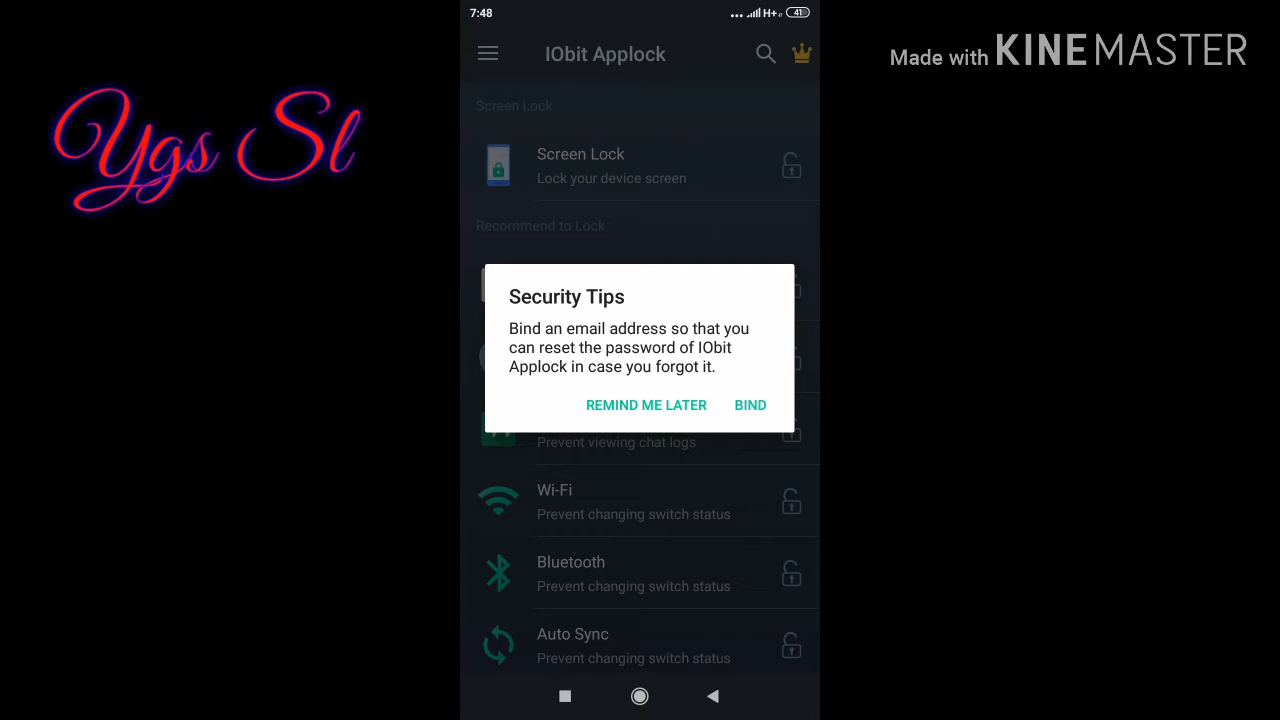 7:48
H+
41
IObit Applock
Made with KINEMASTER
Ygs Sl
Screen Lock
Screen Lock
Lock your device screen
Recommend to Lock
Security Tips
Bind an email address so that you
can reset the password of IObit
Applock in case you forgot it.
REMIND ME LATER BIND
Prevent viewing chat logs
Wi-Fi
Prevent changing switch status
Bluetooth
Prevent changing switch status
Auto Sync
Prevent changing switch status